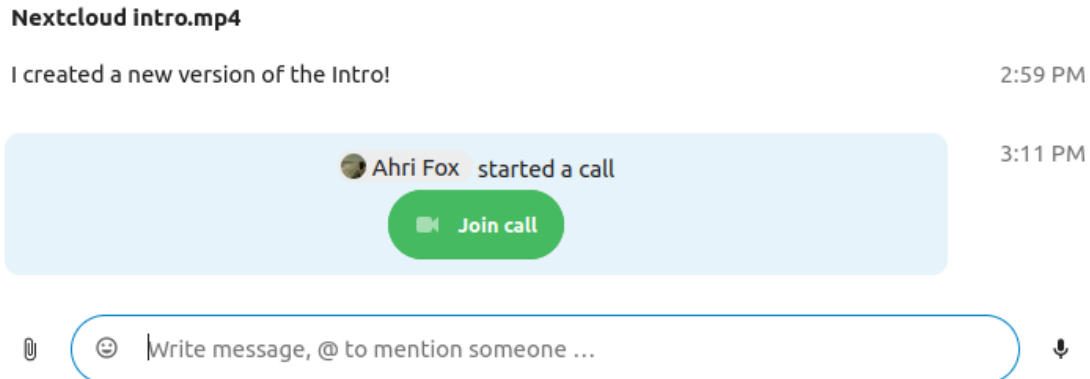 Nextcloud intro.mp4
I created a new version of the Intro! 2:59 PM
Ahri Fox started a call 3:11 PM
Join call
Write message, @ to mention someone …